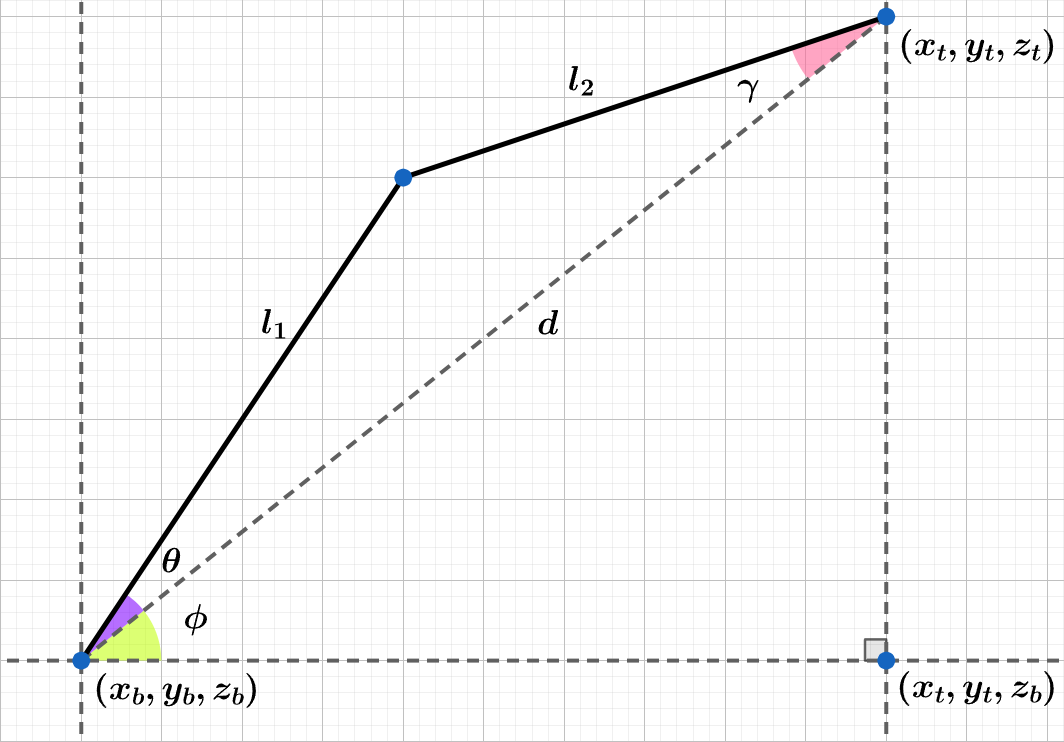 (x_t, y_t, z_t)
l_2
γ
l_1
d
θ
ϕ
(x_b, y_b, z_b)
(x_t, y_t, z_b)